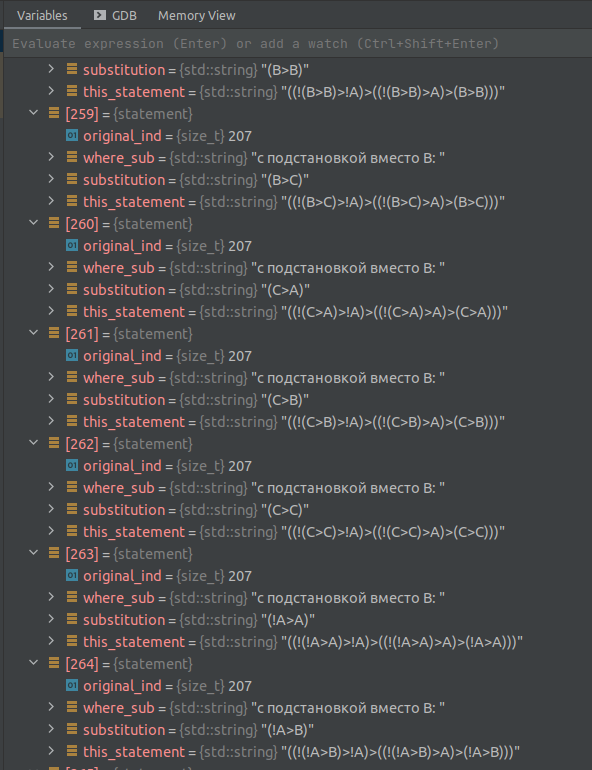 Variables GDB Memory View
Evaluate expression (Enter) or add a watch (Ctrl+Shift+Enter)
substitution = {std::string} "(B>B)"
this_statement = {std::string} "((!(B>B)>!A)>((!(B>B)>A)>(B>B)))"
[259] = {statement}
01 original_ind = {size_t} 207
where_sub = {std::string} "с подстановкой вместо B: "
substitution = {std::string} "(B>C)"
this_statement = {std::string} "((!(B>C)>!A)>((!(B>C)>A)>(B>C)))"
[260] = {statement}
01 original_ind = {size_t} 207
where_sub = {std::string} "с подстановкой вместо B: "
substitution = {std::string} "(C>A)"
this_statement = {std::string} "((!(C>A)>!A)>((!(C>A)>A)>(C>A)))"
[261] = {statement}
01 original_ind = {size_t} 207
where_sub = {std::string} "с подстановкой вместо B: "
substitution = {std::string} "(C>B)"
this_statement = {std::string} "((!(C>B)>!A)>((!(C>B)>A)>(C>B)))"
[262] = {statement}
01 original_ind = {size_t} 207
where_sub = {std::string} "с подстановкой вместо B: "
substitution = {std::string} "(C>C)"
this_statement = {std::string} "((!(C>C)>!A)>((!(C>C)>A)>(C>C)))"
[263] = {statement}
01 original_ind = {size_t} 207
where_sub = {std::string} "с подстановкой вместо B: "
substitution = {std::string} "(!A>A)"
this_statement = {std::string} "((!(!A>A)>!A)>((!(!A>A)>A)>(!A>A)))"
[264] = {statement}
01 original_ind = {size_t} 207
where_sub = {std::string} "с подстановкой вместо B: "
substitution = {std::string} "(!A>B)"
this_statement = {std::string} "((!(!A>B)>!A)>((!(!A>B)>A)>(!A>B)))"